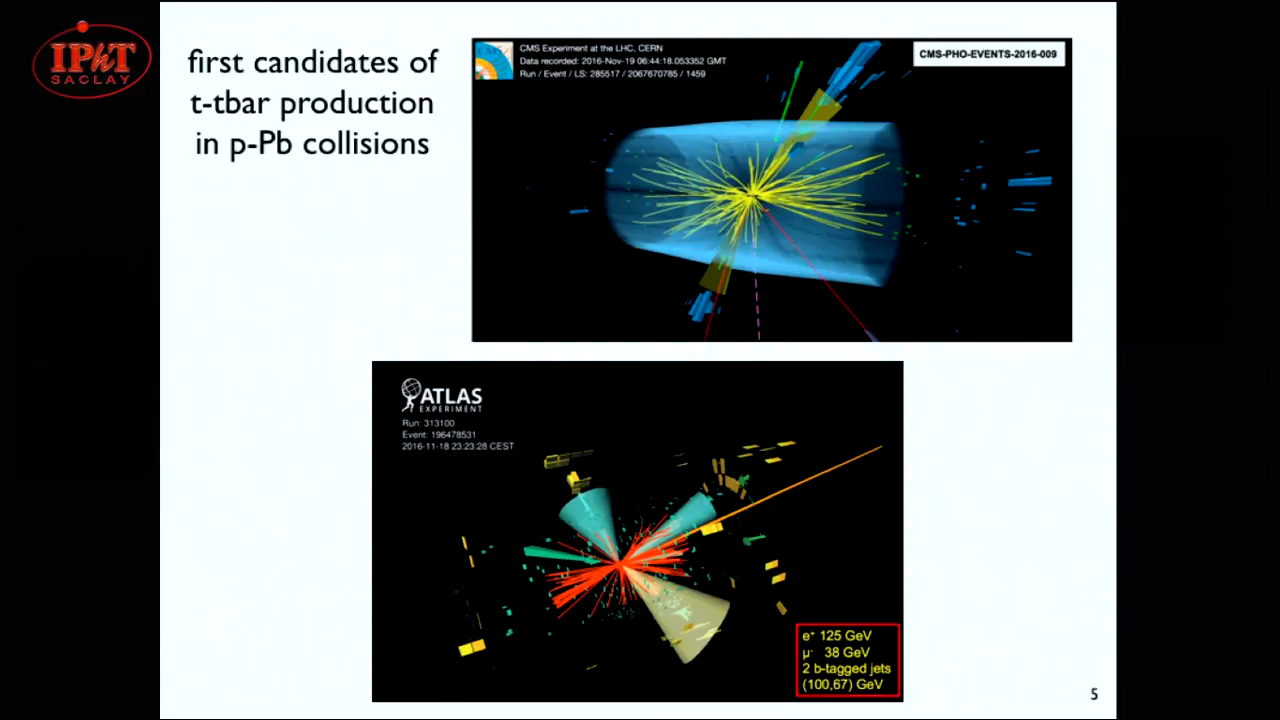 IPhT
SACLAY
first candidates of
t-tbar production
in p-Pb collisions
CMS
CMS Experiment at the LHC, CERN
Data recorded: 2016-Nov-19 06:44:18.053352 GMT
Run / Event / LS: 285517 / 2067670785 / 1459
CMS-PHO-EVENTS-2016-009
ATLAS
EXPERIMENT
Run: 313100
Event: 196478531
2016-11-18 23:23:28 CEST
e⁺ 125 GeV
μ⁻ 38 GeV
2 b-tagged jets
(100,67) GeV
5